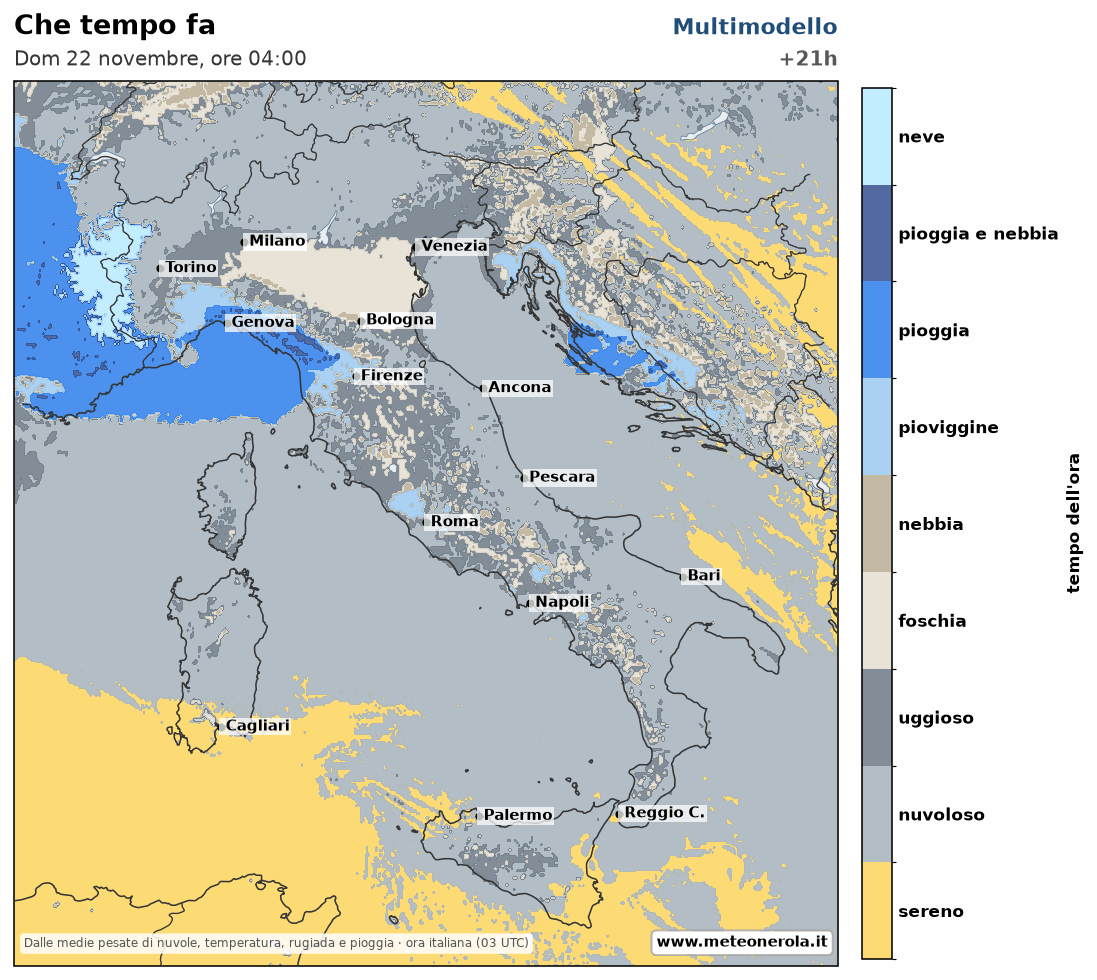 Che tempo fa
Multimodello
Dom 22 novembre, ore 04:00
+21h
neve
pioggia e nebbia
pioggia
pioviggine
nebbia
foschia
uggioso
nuvoloso
sereno
tempo dell'ora
Milano
Venezia
Torino
Genova
Bologna
Firenze
Ancona
Pescara
Roma
Bari
Napoli
Cagliari
Palermo
Reggio C.
Dalle medie pesate di nuvole, temperatura, rugiada e pioggia · ora italiana (03 UTC)
www.meteonerola.it